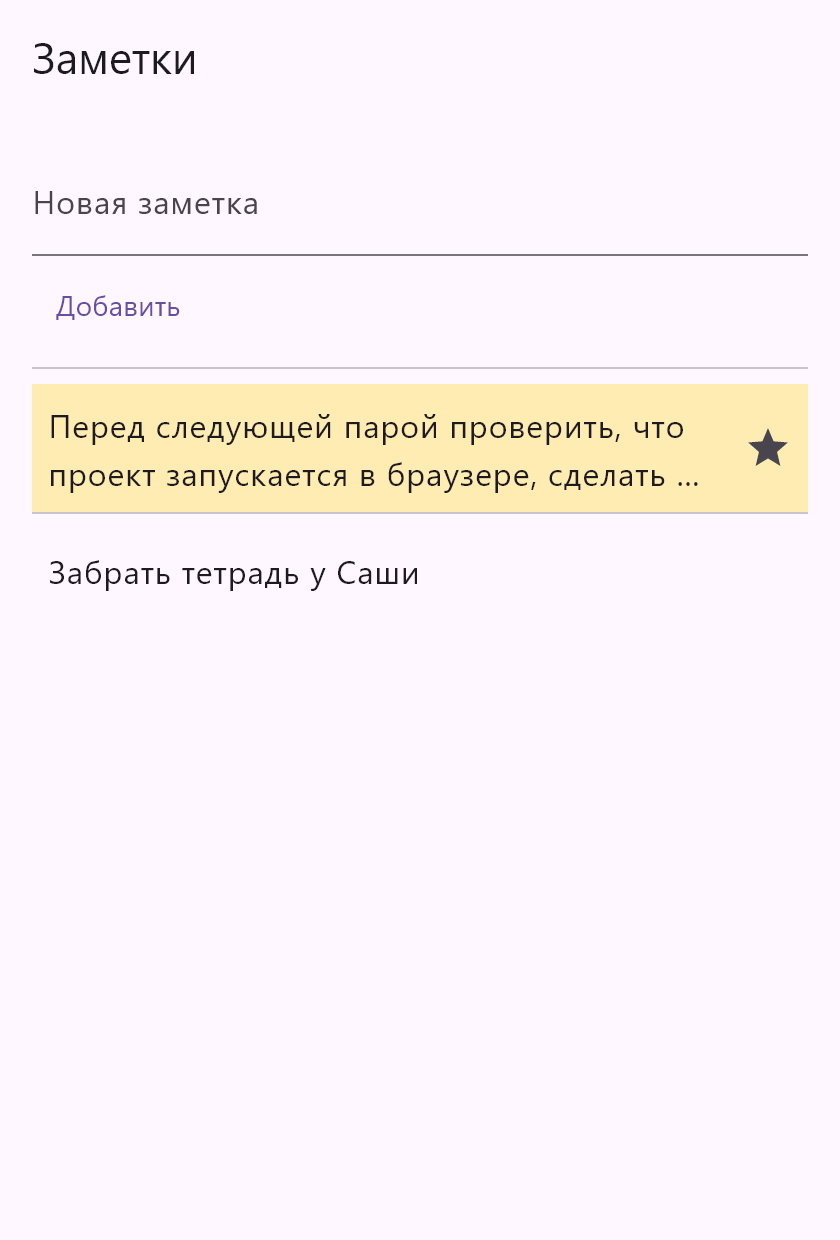 Заметки
Новая заметка
Добавить
Перед следующей парой проверить, что
проект запускается в браузере, сделать ...
Забрать тетрадь у Саши